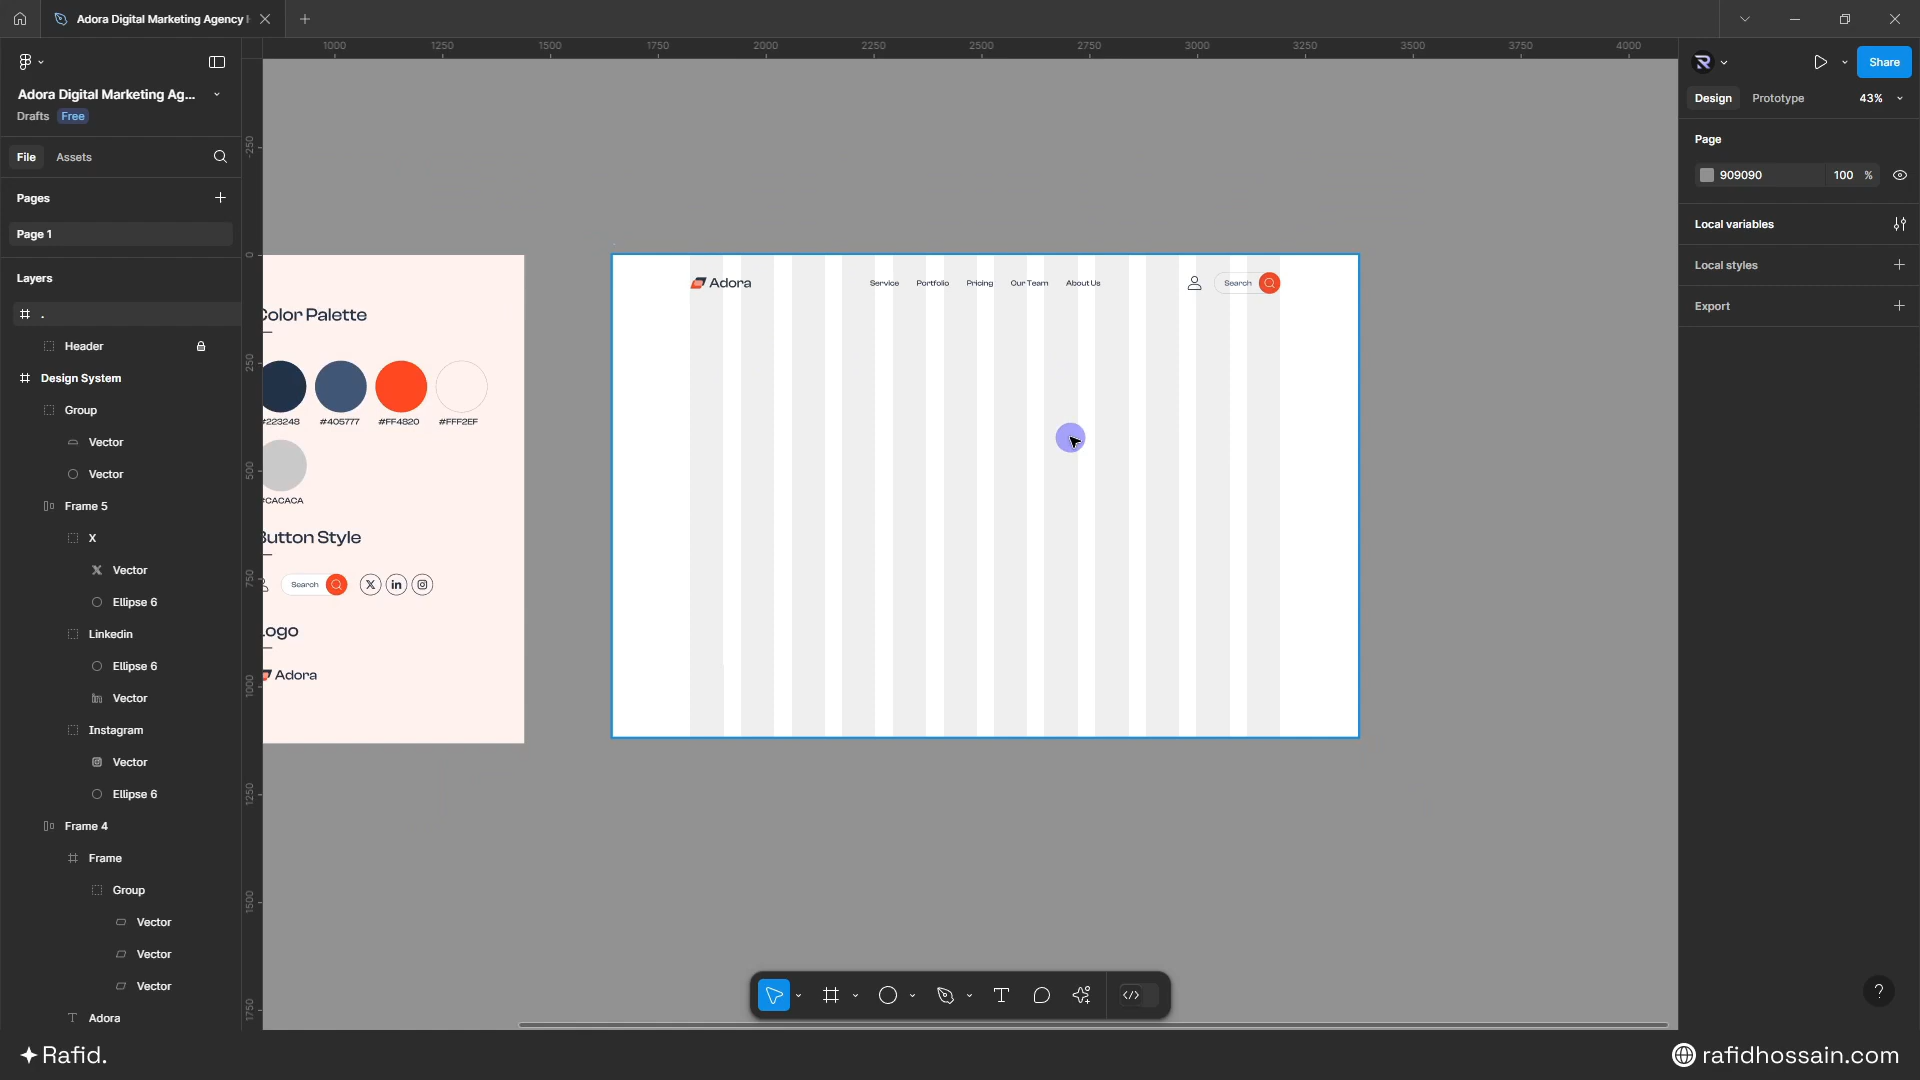 Adora Digital Marketing Agency
1000 1250 1500 1750 2000 2250 2500 2750 3000 3250 3500 3750 4000
Adora Digital Marketing Ag...
Share
Drafts Free
Design Prototype 43%
File Assets
Page
Pages
909090 100 %
Page 1
Local variables
Layers
Local styles
.
Export
Header
Design System
Group
Vector
Vector
Frame 5
X
Vector
Ellipse 6
Linkedin
Ellipse 6
Vector
Instagram
Vector
Ellipse 6
Frame 4
Frame
Group
Vector
Vector
Vector
Adora
-250
0
250
500
750
1000
1250
1500
1750
Color Palette
#223248 #405777 #FF4820 #FFF2EF
#CACACA
Button Style
Search
Logo
Adora
Adora Service Portfolio Pricing Our Team About Us Search
Rafid.
rafidhossain.com